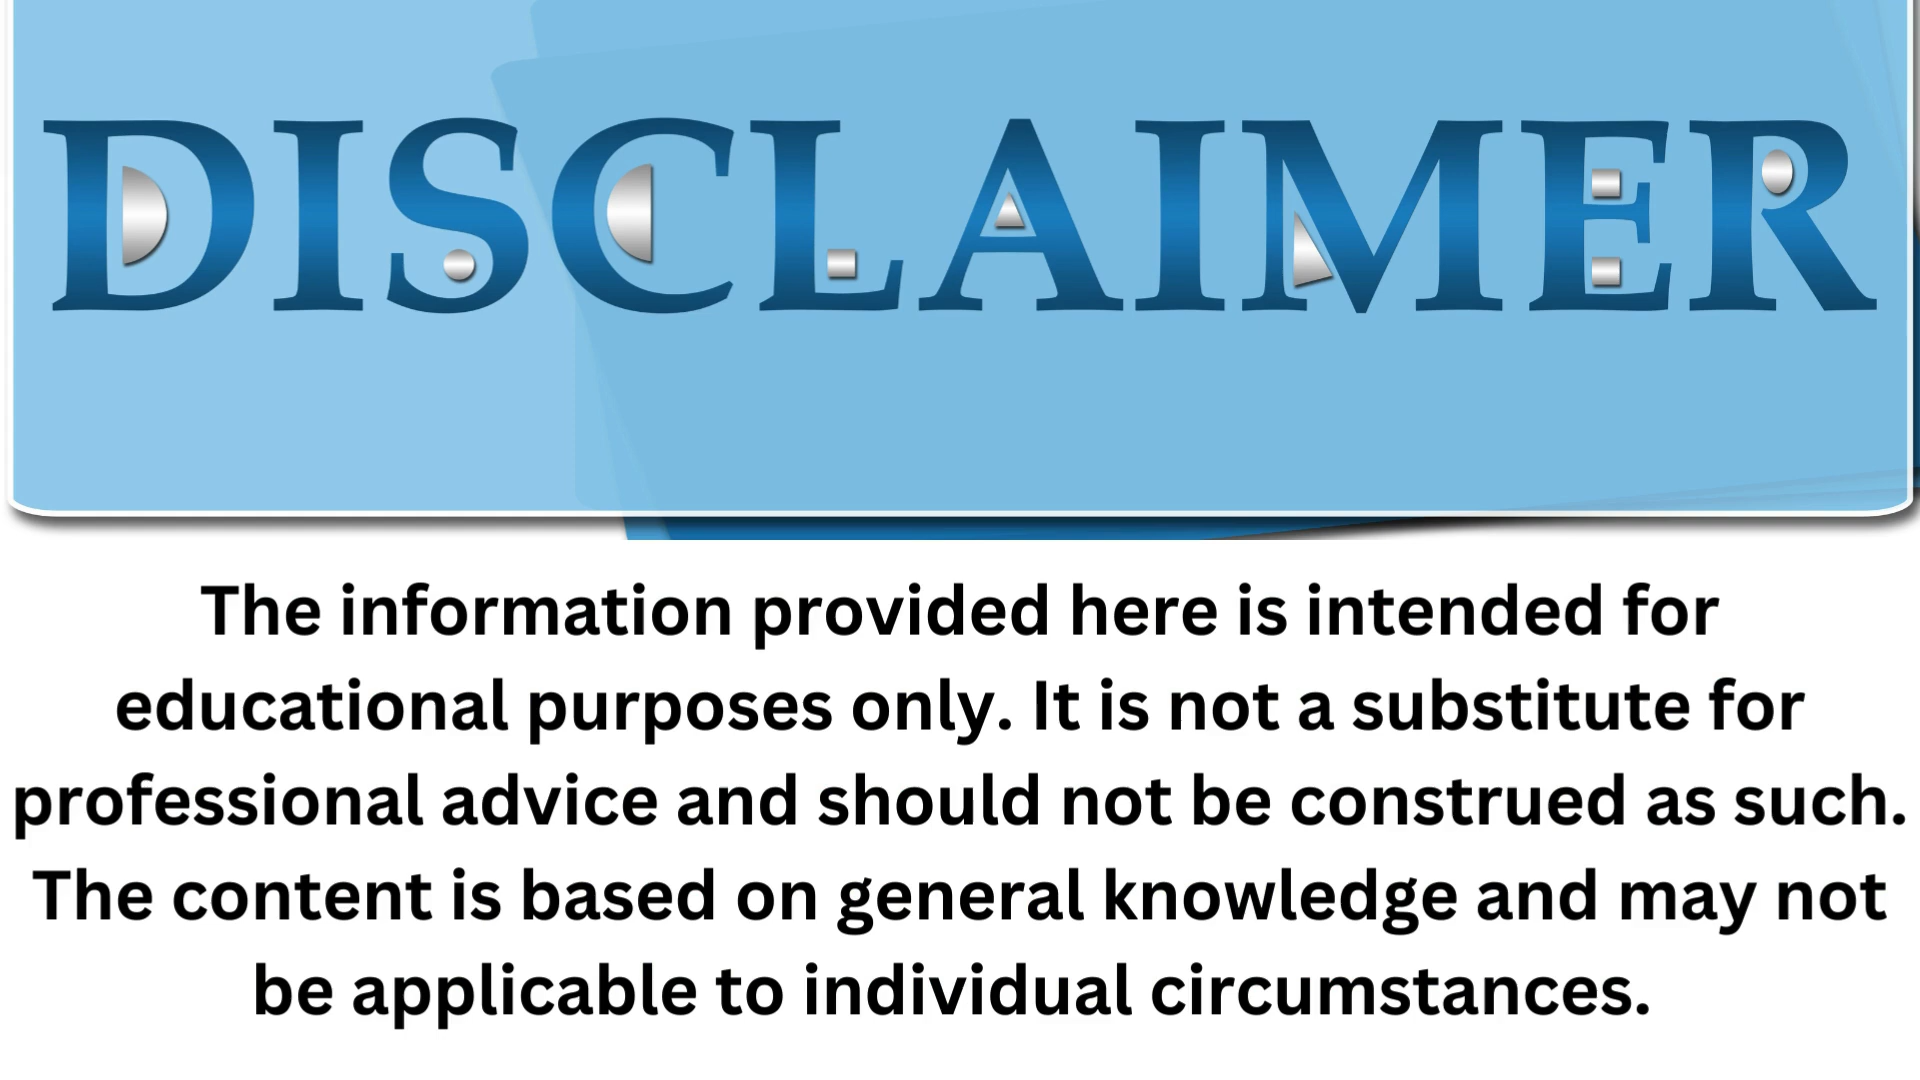 DISCLAIMER
The information provided here is intended for
educational purposes only. It is not a substitute for
professional advice and should not be construed as such.
The content is based on general knowledge and may not
be applicable to individual circumstances.